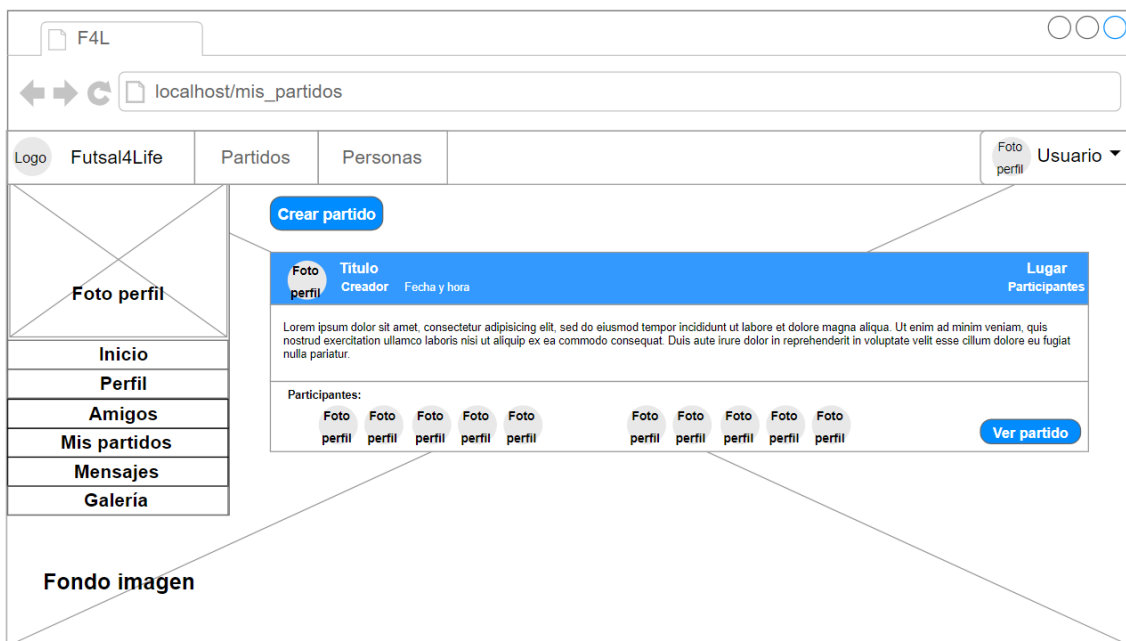 F4L
localhost/mis_partidos
Logo Futsal4Life Partidos Personas Foto perfil Usuario
Foto perfil
Inicio
Perfil
Amigos
Mis partidos
Mensajes
Galería
Fondo imagen
Crear partido
Foto perfil
Titulo
Creador Fecha y hora
Lugar
Participantes
Lorem ipsum dolor sit amet, consectetur adipisicing elit, sed do eiusmod tempor incididunt ut labore et dolore magna aliqua. Ut enim ad minim veniam, quis
nostrud exercitation ullamco laboris nisi ut aliquip ex ea commodo consequat. Duis aute irure dolor in reprehenderit in voluptate velit esse cillum dolore eu fugiat
nulla pariatur.
Participantes:
Foto Foto Foto Foto Foto Foto Foto Foto Foto Foto
perfil perfil perfil perfil perfil perfil perfil perfil perfil perfil
Ver partido